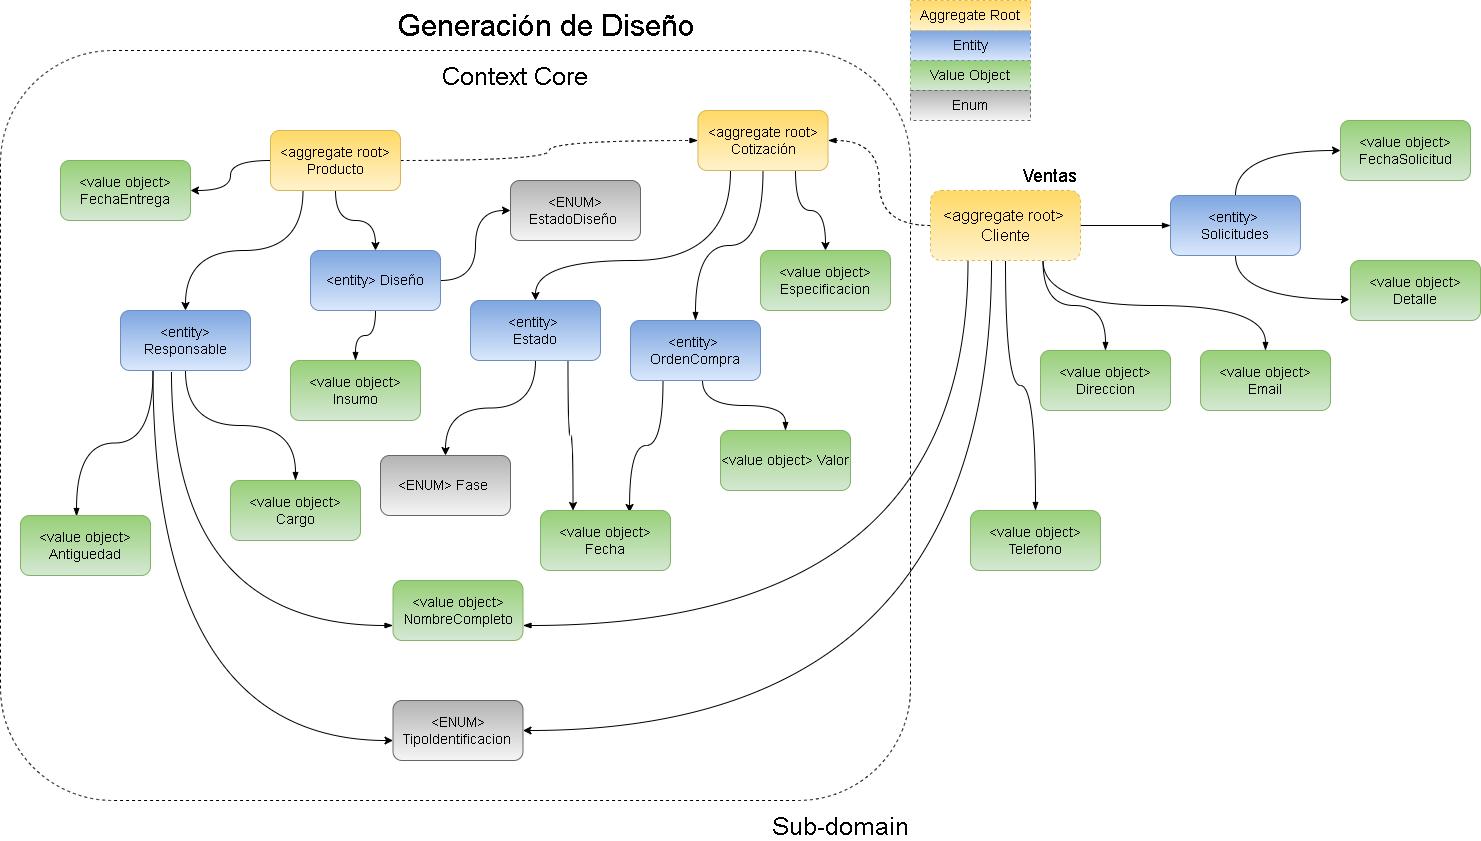 Generación de Diseño
Context Core
Aggregate Root
Entity
Value Object
Enum
<aggregate root>
Producto
<aggregate root>
Cotización
<value object>
FechaEntrega
<ENUM>
EstadoDiseño
<entity> Diseño
<value object>
Especificacion
<entity>
Responsable
<entity>
Estado
<entity>
OrdenCompra
<value object>
Insumo
<ENUM> Fase
<value object> Valor
<value object>
Antiguedad
<value object>
Cargo
<value object>
Fecha
<value object>
NombreCompleto
<ENUM>
TipoIdentificacion
Ventas
<aggregate root>
Cliente
<entity>
Solicitudes
<value object>
FechaSolicitud
<value object>
Detalle
<value object>
Direccion
<value object>
Email
<value object>
Telefono
Sub-domain